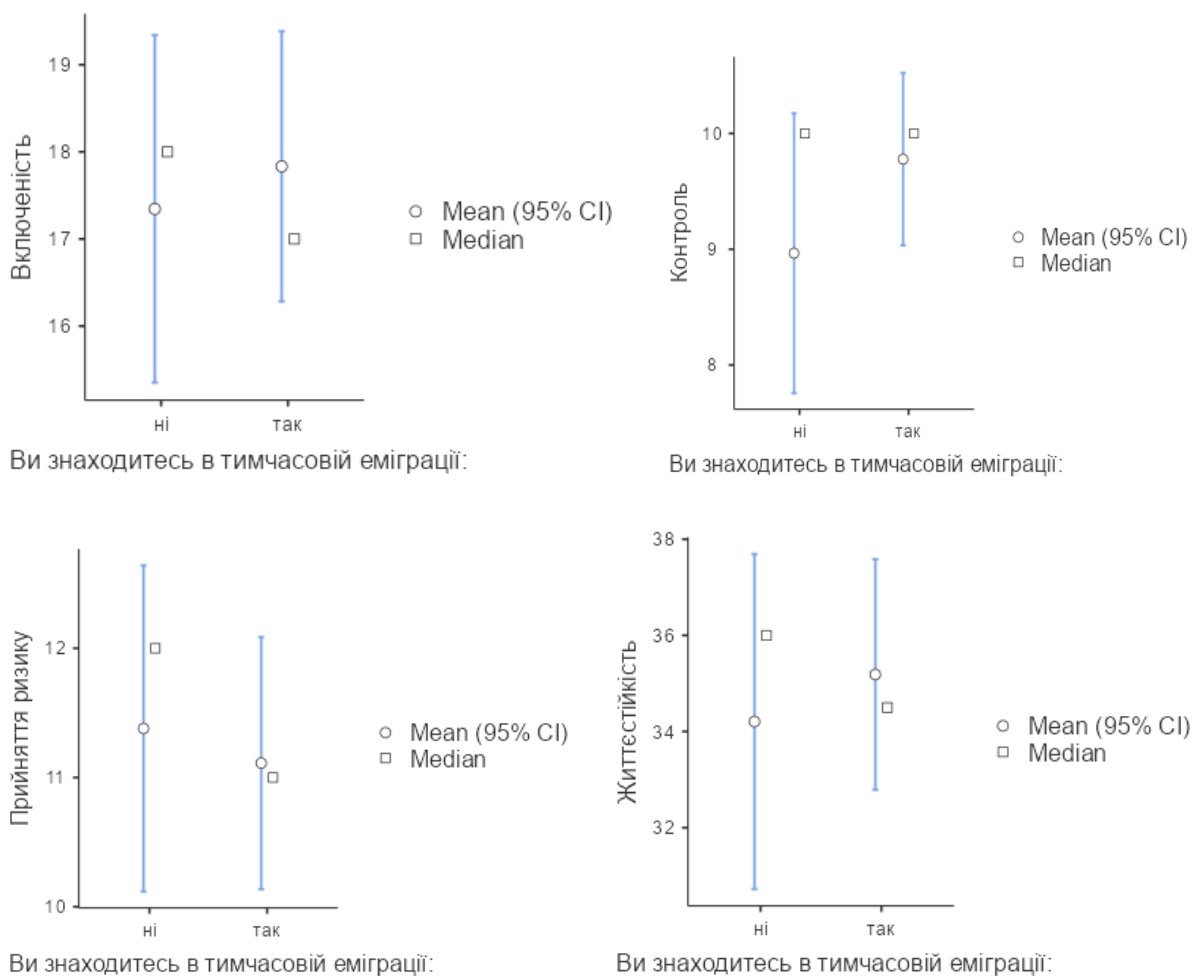 Включеність
19
18
17
16
ні
так
Mean (95% CI)
Median
Ви знаходитесь в тимчасовій еміграції:
Контроль
10
9
8
ні
так
Mean (95% CI)
Median
Ви знаходитесь в тимчасовій еміграції:
Прийняття ризику
12
11
10
ні
так
Mean (95% CI)
Median
Ви знаходитесь в тимчасовій еміграції:
Життєстійкість
38
36
34
32
ні
так
Mean (95% CI)
Median
Ви знаходитесь в тимчасовій еміграції: